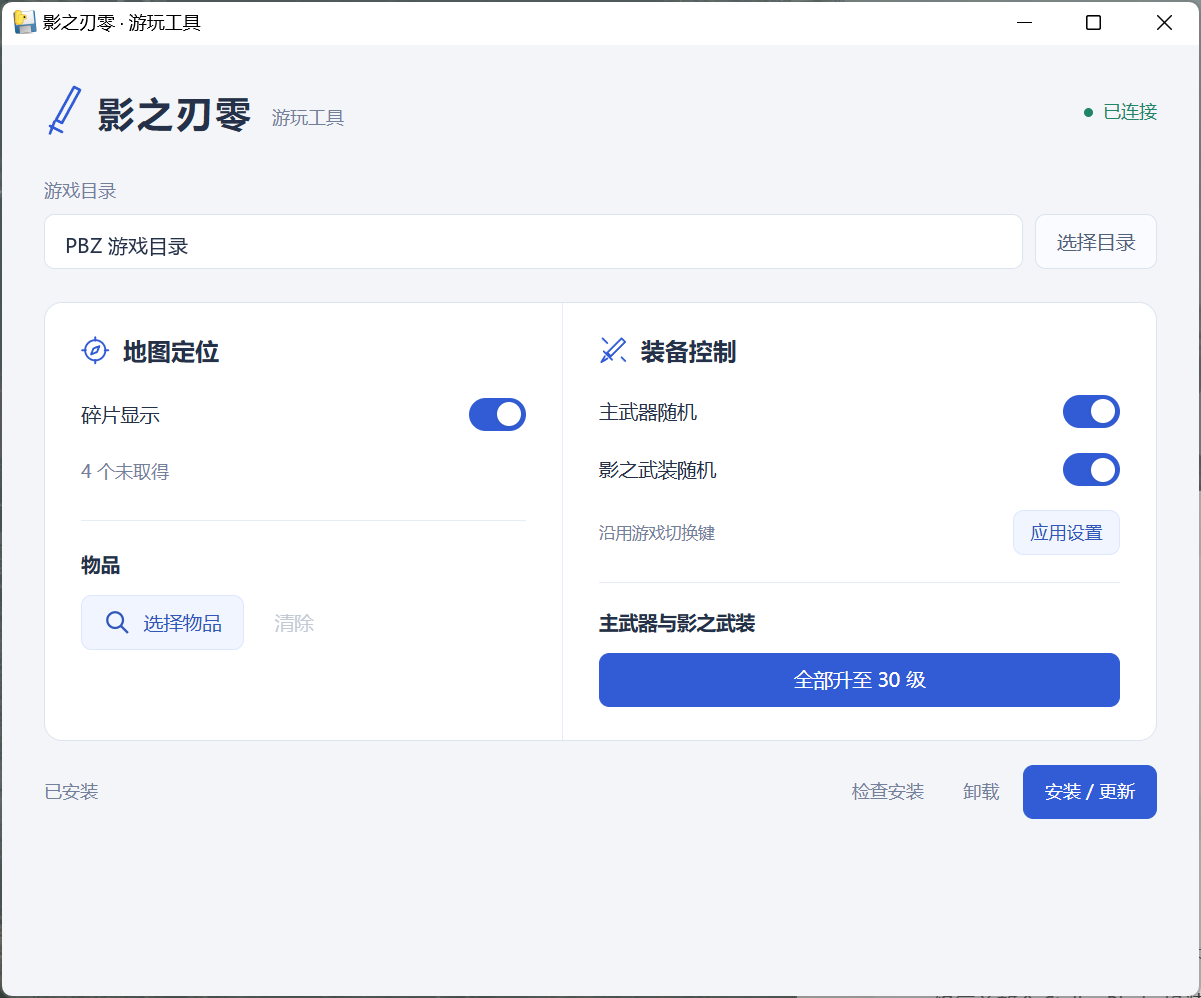 影之刃零 · 游玩工具
影之刃零 游玩工具
已连接
游戏目录
PBZ 游戏目录
选择目录
地图定位
碎片显示
4 个未取得
物品
选择物品
清除
装备控制
主武器随机
影之武装随机
沿用游戏切换键
应用设置
主武器与影之武装
全部升至 30 级
已安装
检查安装
卸载
安装 / 更新